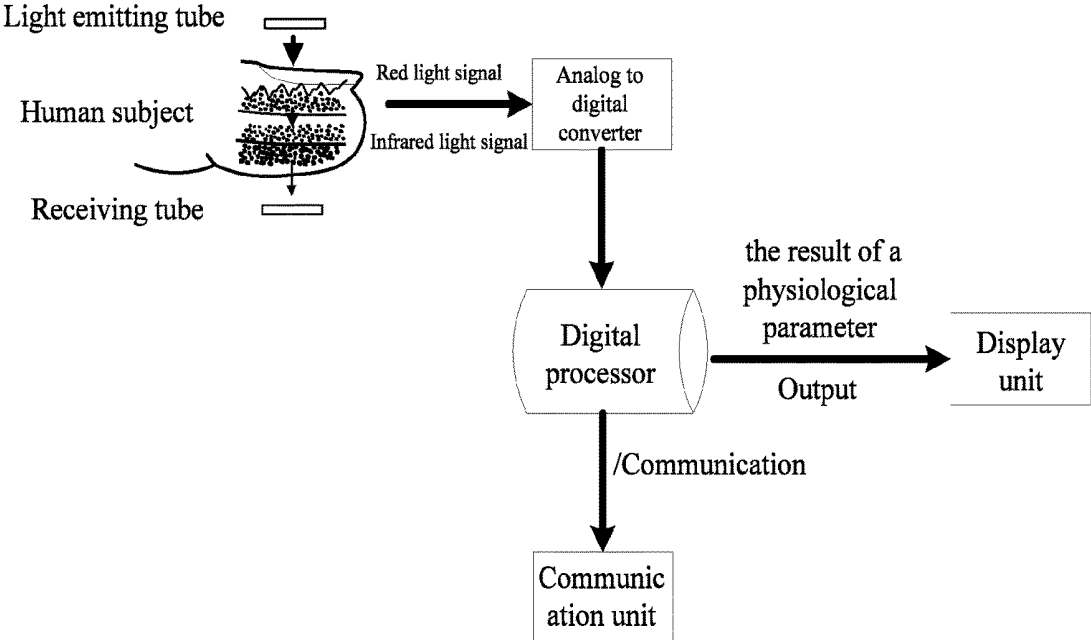 Light emitting tube
Human subject
Receiving tube
Red light signal
Infrared light signal
Analog to
digital
converter
Digital
processor
the result of a
physiological
parameter
Output
Display
unit
/Communication
Communic
ation unit